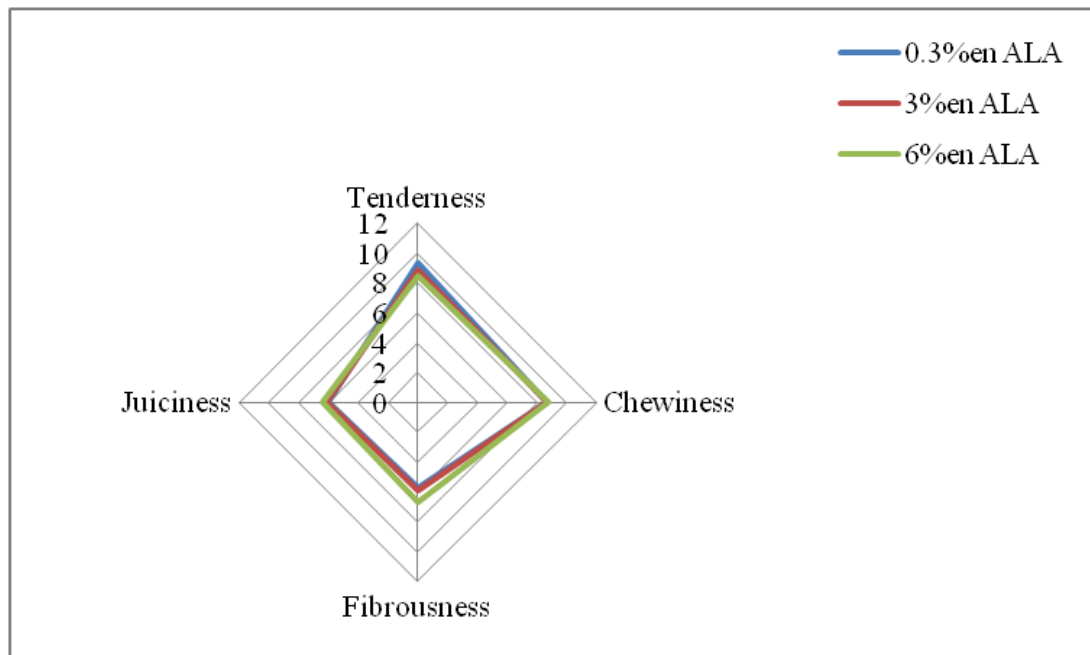 0.3%en ALA
3%en ALA
6%en ALA
Tenderness
12
10
8
6
4
2
0
Juiciness
Chewiness
Fibrousness